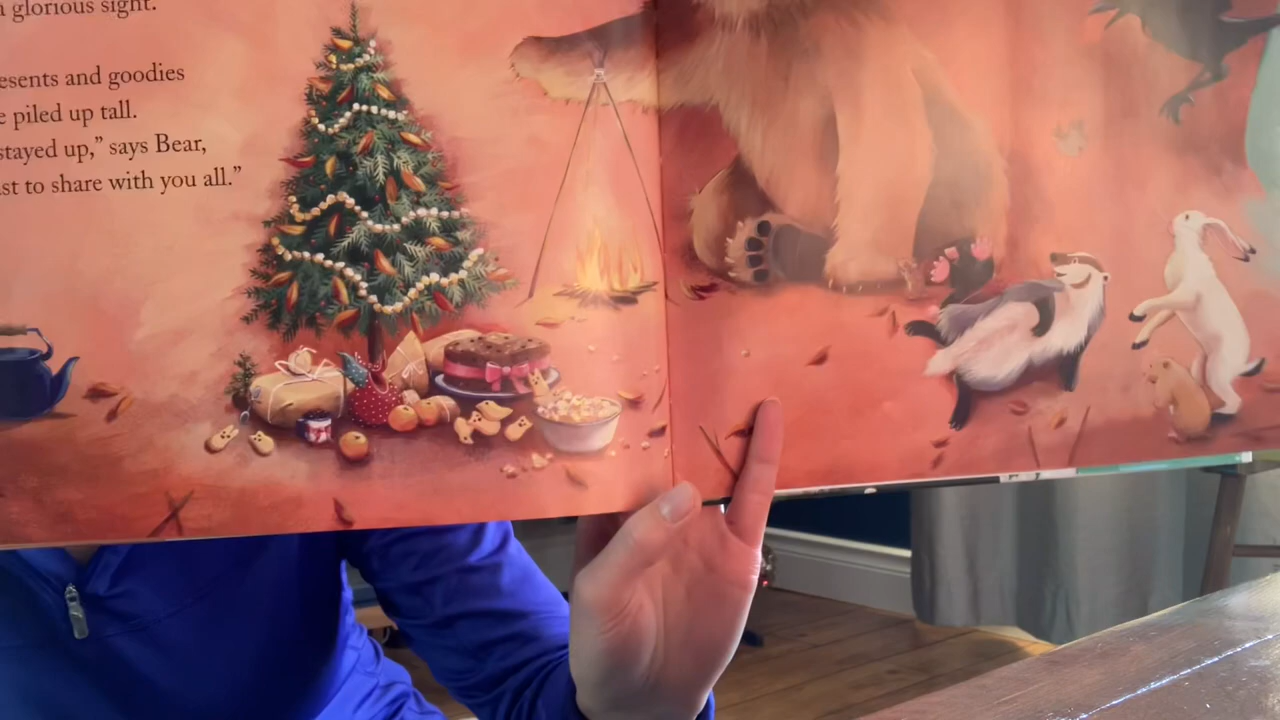 a glorious sight.
esents and goodies
e piled up tall.
stayed up,” says Bear,
st to share with you all.”